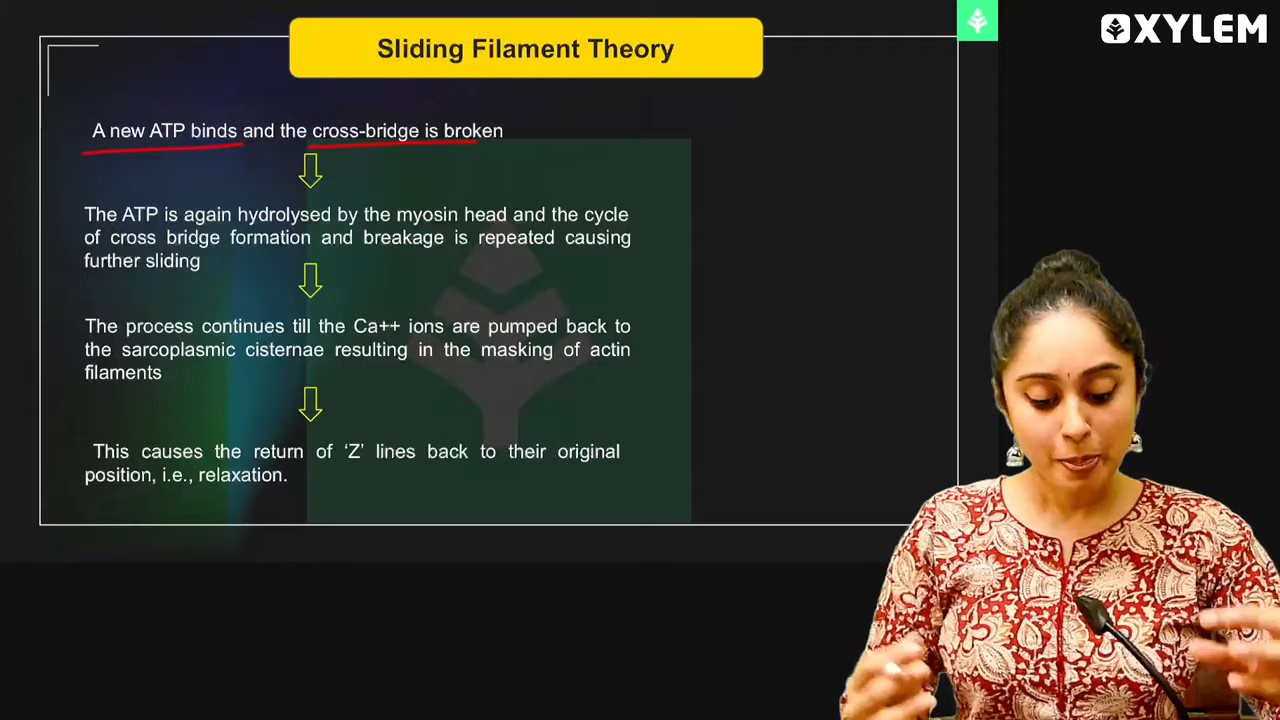 XYLEM
Sliding Filament Theory
A new ATP binds and the cross-bridge is broken
The ATP is again hydrolysed by the myosin head and the cycle
of cross bridge formation and breakage is repeated causing
further sliding
The process continues till the Ca++ ions are pumped back to
the sarcoplasmic cisternae resulting in the masking of actin
filaments
This causes the return of ‘Z’ lines back to their original
position, i.e., relaxation.